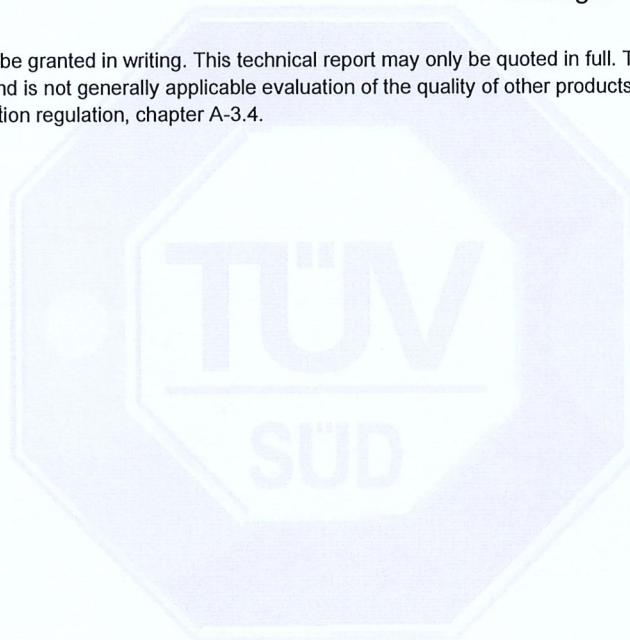 be granted in writing. This technical report may only be quoted in full. T
nd is not generally applicable evaluation of the quality of other products
tion regulation, chapter A-3.4.
TÜV
SÜD